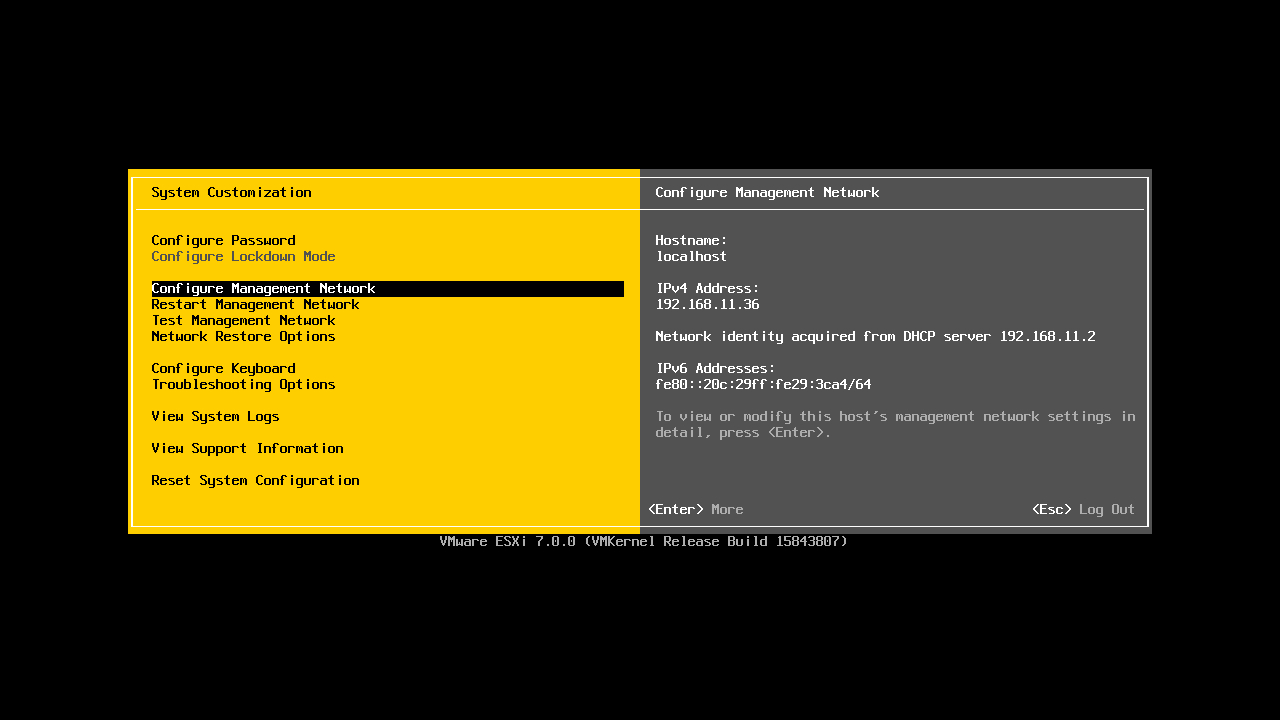 System Customization
Configure Password
Configure Lockdown Mode
Configure Management Network
Restart Management Network
Test Management Network
Network Restore Options
Configure Keyboard
Troubleshooting Options
View System Logs
View Support Information
Reset System Configuration
Configure Management Network
Hostname:
localhost
IPv4 Address:
192.168.11.36
Network identity acquired from DHCP server 192.168.11.2
IPv6 Addresses:
fe80::20c:29ff:fe29:3ca4/64
To view or modify this host's management network settings in
detail, press <Enter>.
<Enter> More
<Esc> Log Out
VMware ESXi 7.0.0 (VMKernel Release Build 15843807)